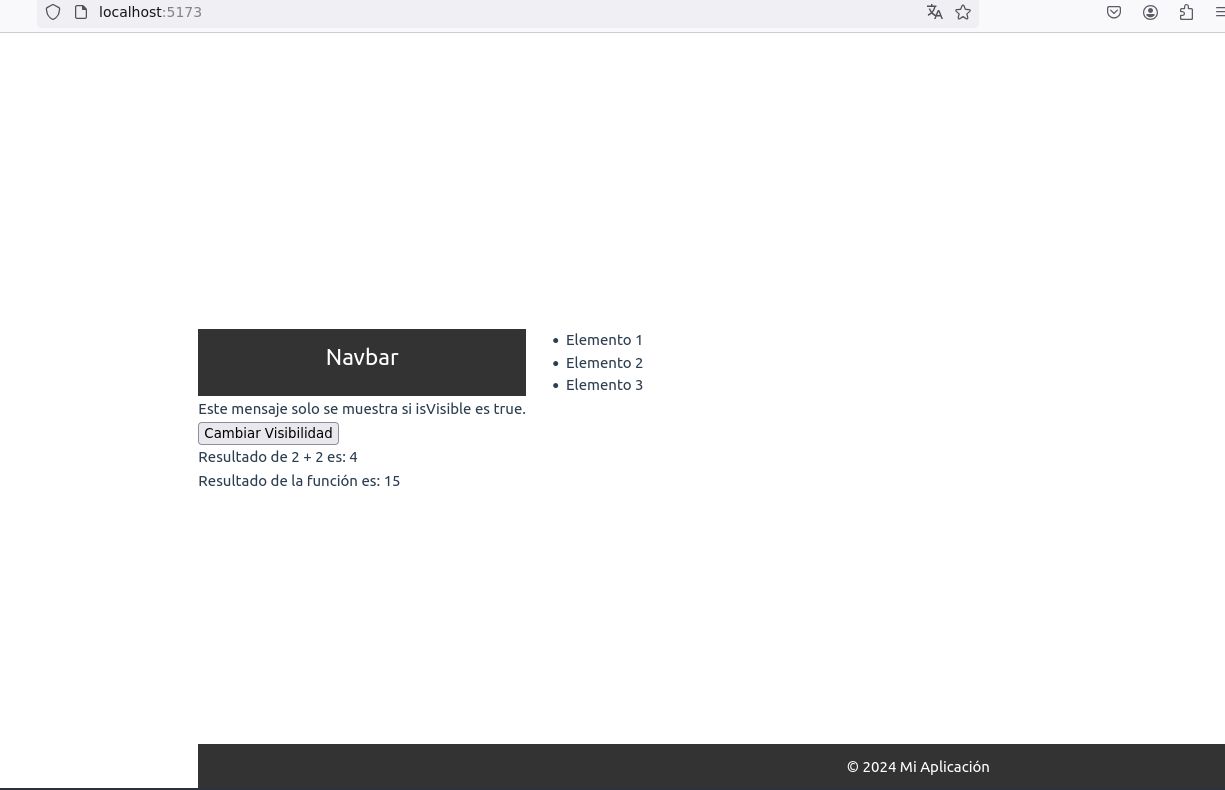 localhost:5173
Navbar
Este mensaje solo se muestra si isVisible es true.
Cambiar Visibilidad
Resultado de 2 + 2 es: 4
Resultado de la función es: 15
Elemento 1
Elemento 2
Elemento 3
© 2024 Mi Aplicación